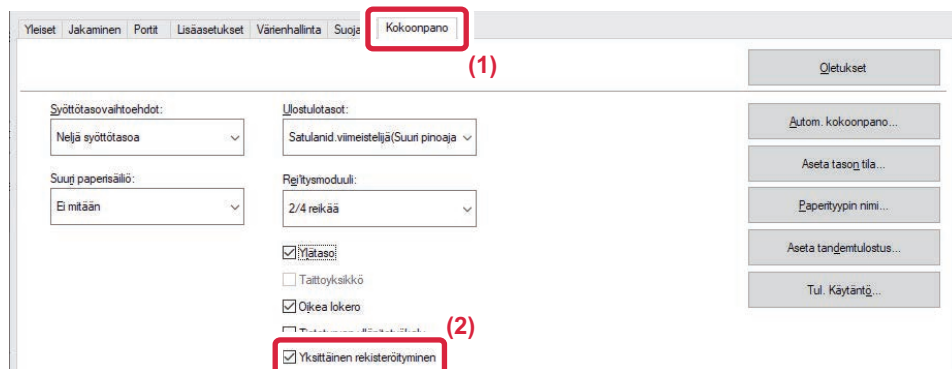 Yleiset Jakaminen Portit Lisäasetukset Värienhallinta Suoja Kokoonpano
(1)
Oletukset
Syöttötasovaihtoehdot:
Neljä syöttötasoa
Ulostulotasot:
Satulanid.viimeistelijä(Suuri pinoaja
Autom. kokoonpano...
Aseta tason tila...
Suuri paperisäiliö:
Ei mitään
Rei'itysmoduuli:
2/4 reikää
Paperityypin nimi...
Ylätaso
Aseta tandemtulostus...
Taittoyksikkö
Tul. Käytäntö...
Oikea lokero
(2)
Yksittäinen rekisteröityminen